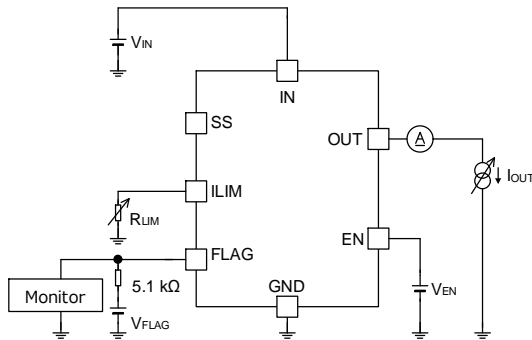 VIN
IN
SS
OUT
A
IOUT
ILIM
RLIM
EN
FLAG
5.1 kΩ
GND
VEN
Monitor
VFLAG